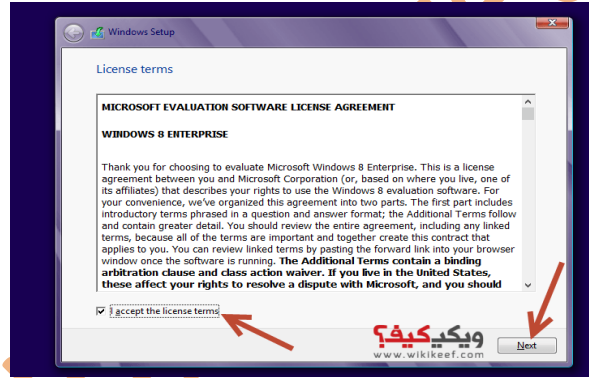 Windows Setup
License terms
MICROSOFT EVALUATION SOFTWARE LICENSE AGREEMENT
WINDOWS 8 ENTERPRISE
Thank you for choosing to evaluate Microsoft Windows 8 Enterprise. This is a license
agreement between you and Microsoft Corporation (or, based on where you live, one of
its affiliates) that describes your rights to use the Windows 8 evaluation software. For
your convenience, we've organized this agreement into two parts. The first part includes
introductory terms phrased in a question and answer format; the Additional Terms follow
and contain greater detail. You should review the entire agreement, including any linked
terms, because all of the terms are important and together create this contract that
applies to you. You can review linked terms by pasting the forward link into your browser
window once the software is running. The Additional Terms contain a binding
arbitration clause and class action waiver. If you live in the United States,
these affect your rights to resolve a dispute with Microsoft, and you should
I accept the license terms
ويكيكيف؟
www.wikikeef.com
Next